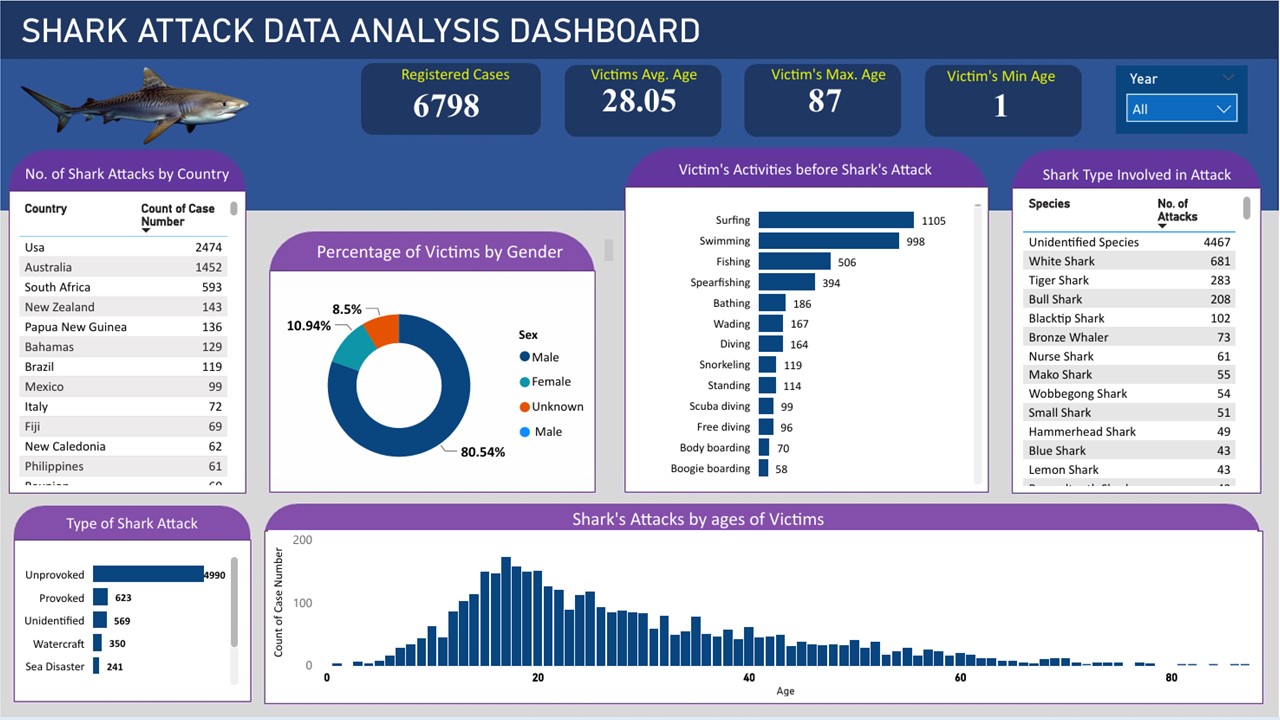 SHARK ATTACK DATA ANALYSIS DASHBOARD
Registered Cases
6798
Victims Avg. Age
28.05
Victim's Max. Age
87
Victim's Min Age
1
Year
All
No. of Shark Attacks by Country
Country Count of Case
Number
Usa 2474
Australia 1452
South Africa 593
New Zealand 143
Papua New Guinea 136
Bahamas 129
Brazil 119
Mexico 99
Italy 72
Fiji 69
New Caledonia 62
Philippines 61
Percentage of Victims by Gender
8.5%
10.94%
80.54%
Sex
Male
Female
Unknown
Male
Victim's Activities before Shark's Attack
Surfing 1105
Swimming 998
Fishing 506
Spearfishing 394
Bathing 186
Wading 167
Diving 164
Snorkeling 119
Standing 114
Scuba diving 99
Free diving 96
Body boarding 70
Boogie boarding 58
Shark Type Involved in Attack
Species No. of
Attacks
Unidentified Species 4467
White Shark 681
Tiger Shark 283
Bull Shark 208
Blacktip Shark 102
Bronze Whaler 73
Nurse Shark 61
Mako Shark 55
Wobbegong Shark 54
Small Shark 51
Hammerhead Shark 49
Blue Shark 43
Lemon Shark 43
Type of Shark Attack
Unprovoked 4990
Provoked 623
Unidentified 569
Watercraft 350
Sea Disaster 241
Shark's Attacks by ages of Victims
Count of Case Number
200
100
0
0 20 40 60 80
Age